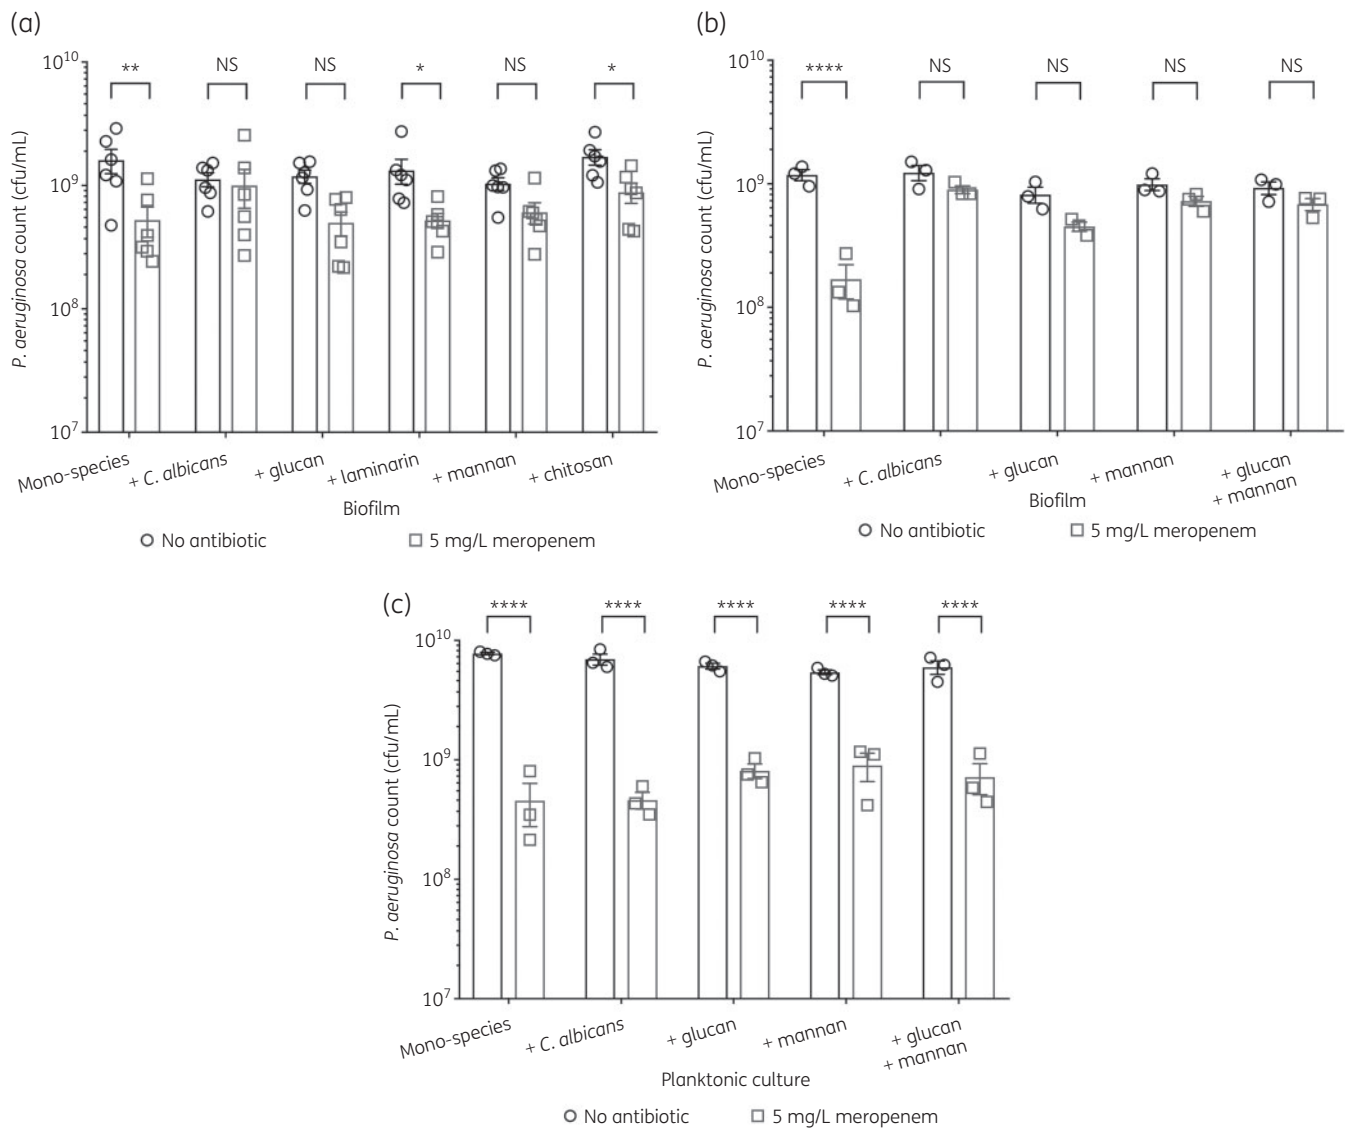 (a)
** NS NS * NS *
10^10
10^9
10^8
10^7
P. aeruginosa count (cfu/mL)
Mono-species + C. albicans + glucan + laminarin + mannan + chitosan
Biofilm
No antibiotic 5 mg/L meropenem
(b)
**** NS NS NS NS
10^10
10^9
10^8
10^7
P. aeruginosa count (cfu/mL)
Mono-species + C. albicans + glucan + mannan + glucan
+ mannan
Biofilm
No antibiotic 5 mg/L meropenem
(c)
**** **** **** **** ****
10^10
10^9
10^8
10^7
P. aeruginosa count (cfu/mL)
Mono-species + C. albicans + glucan + mannan + glucan
+ mannan
Planktonic culture
No antibiotic 5 mg/L meropenem